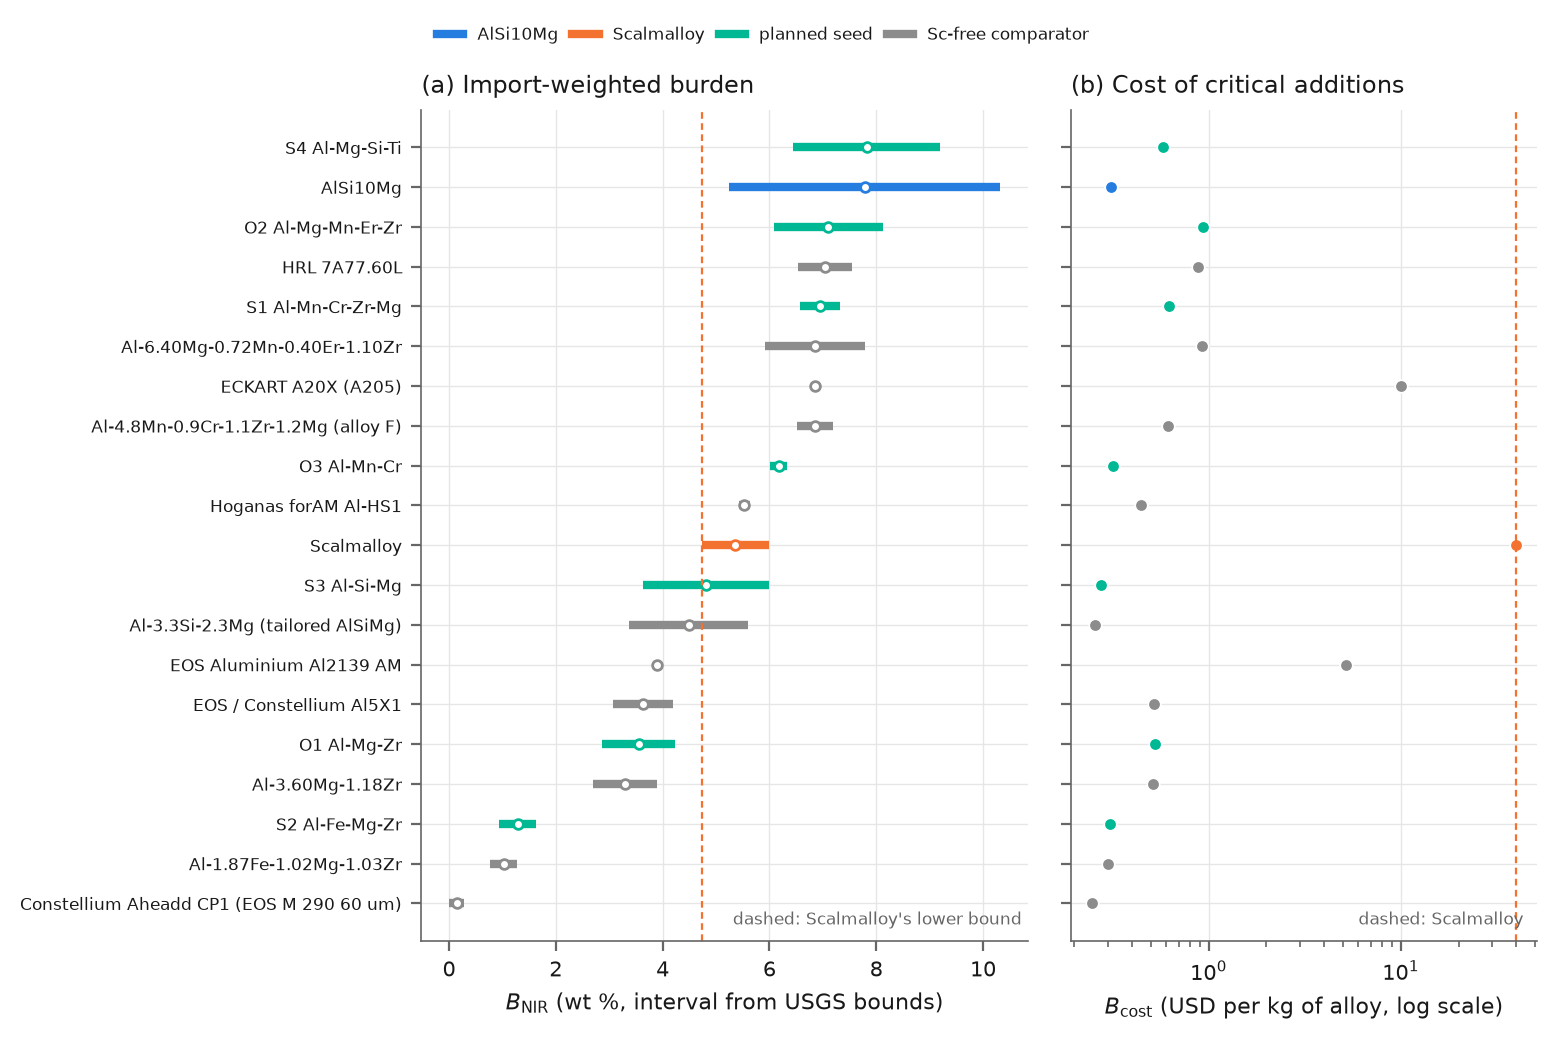 AlSi10Mg Scalmalloy planned seed Sc-free comparator
(a) Import-weighted burden
(b) Cost of critical additions
S4 Al-Mg-Si-Ti
AlSi10Mg
O2 Al-Mg-Mn-Er-Zr
HRL 7A77.60L
S1 Al-Mn-Cr-Zr-Mg
Al-6.40Mg-0.72Mn-0.40Er-1.10Zr
ECKART A20X (A205)
Al-4.8Mn-0.9Cr-1.1Zr-1.2Mg (alloy F)
O3 Al-Mn-Cr
Hoganas forAM Al-HS1
Scalmalloy
S3 Al-Si-Mg
Al-3.3Si-2.3Mg (tailored AlSiMg)
EOS Aluminium Al2139 AM
EOS / Constellium Al5X1
O1 Al-Mg-Zr
Al-3.60Mg-1.18Zr
S2 Al-Fe-Mg-Zr
Al-1.87Fe-1.02Mg-1.03Zr
Constellium Aheadd CP1 (EOS M 290 60 um)
dashed: Scalmalloy's lower bound
dashed: Scalmalloy
0 2 4 6 8 10
10⁰ 10¹
B_NIR (wt %, interval from USGS bounds)
B_cost (USD per kg of alloy, log scale)